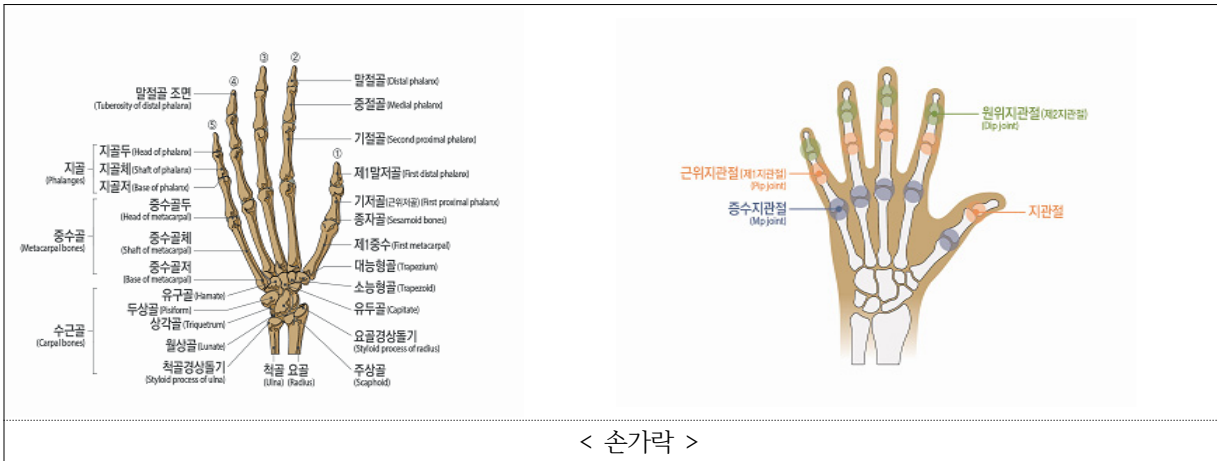 ③
②
④
말절골 조면
(Tuberosity of distal phalanx)
⑤
지골
(Phalanges)
지골두(Head of phalanx)
지골체(Shaft of phalanx)
지골저(Base of phalanx)
중수골
(Metacarpal bones)
중수골두
(Head of metacarpal)
중수골체
(Shaft of metacarpal)
중수골저
(Base of metacarpal)
수근골
(Carpal bones)
유구골(Hamate)
두상골(Pisiform)
상각골(Triquetrum)
월상골(Lunate)
척골경상돌기
(Styloid process of ulna)
척골
(Ulna)
요골
(Radius)
말절골(Distal phalanx)
중절골(Medial phalanx)
기절골(Second proximal phalanx)
①
제1말저골(First distal phalanx)
기저골(근위저골)(First proximal phalanx)
종자골(Sesamoid bones)
제1중수(First metacarpal)
대능형골(Trapezium)
소능형골(Trapezoid)
유두골(Capitate)
요골경상돌기
(Styloid process of radius)
주상골
(Scaphoid)
원위지관절(제2지관절)
(Dip joint)
근위지관절(제1지관절)
(Pip joint)
증수지관절
(Mp joint)
지관절
< 손가락 >